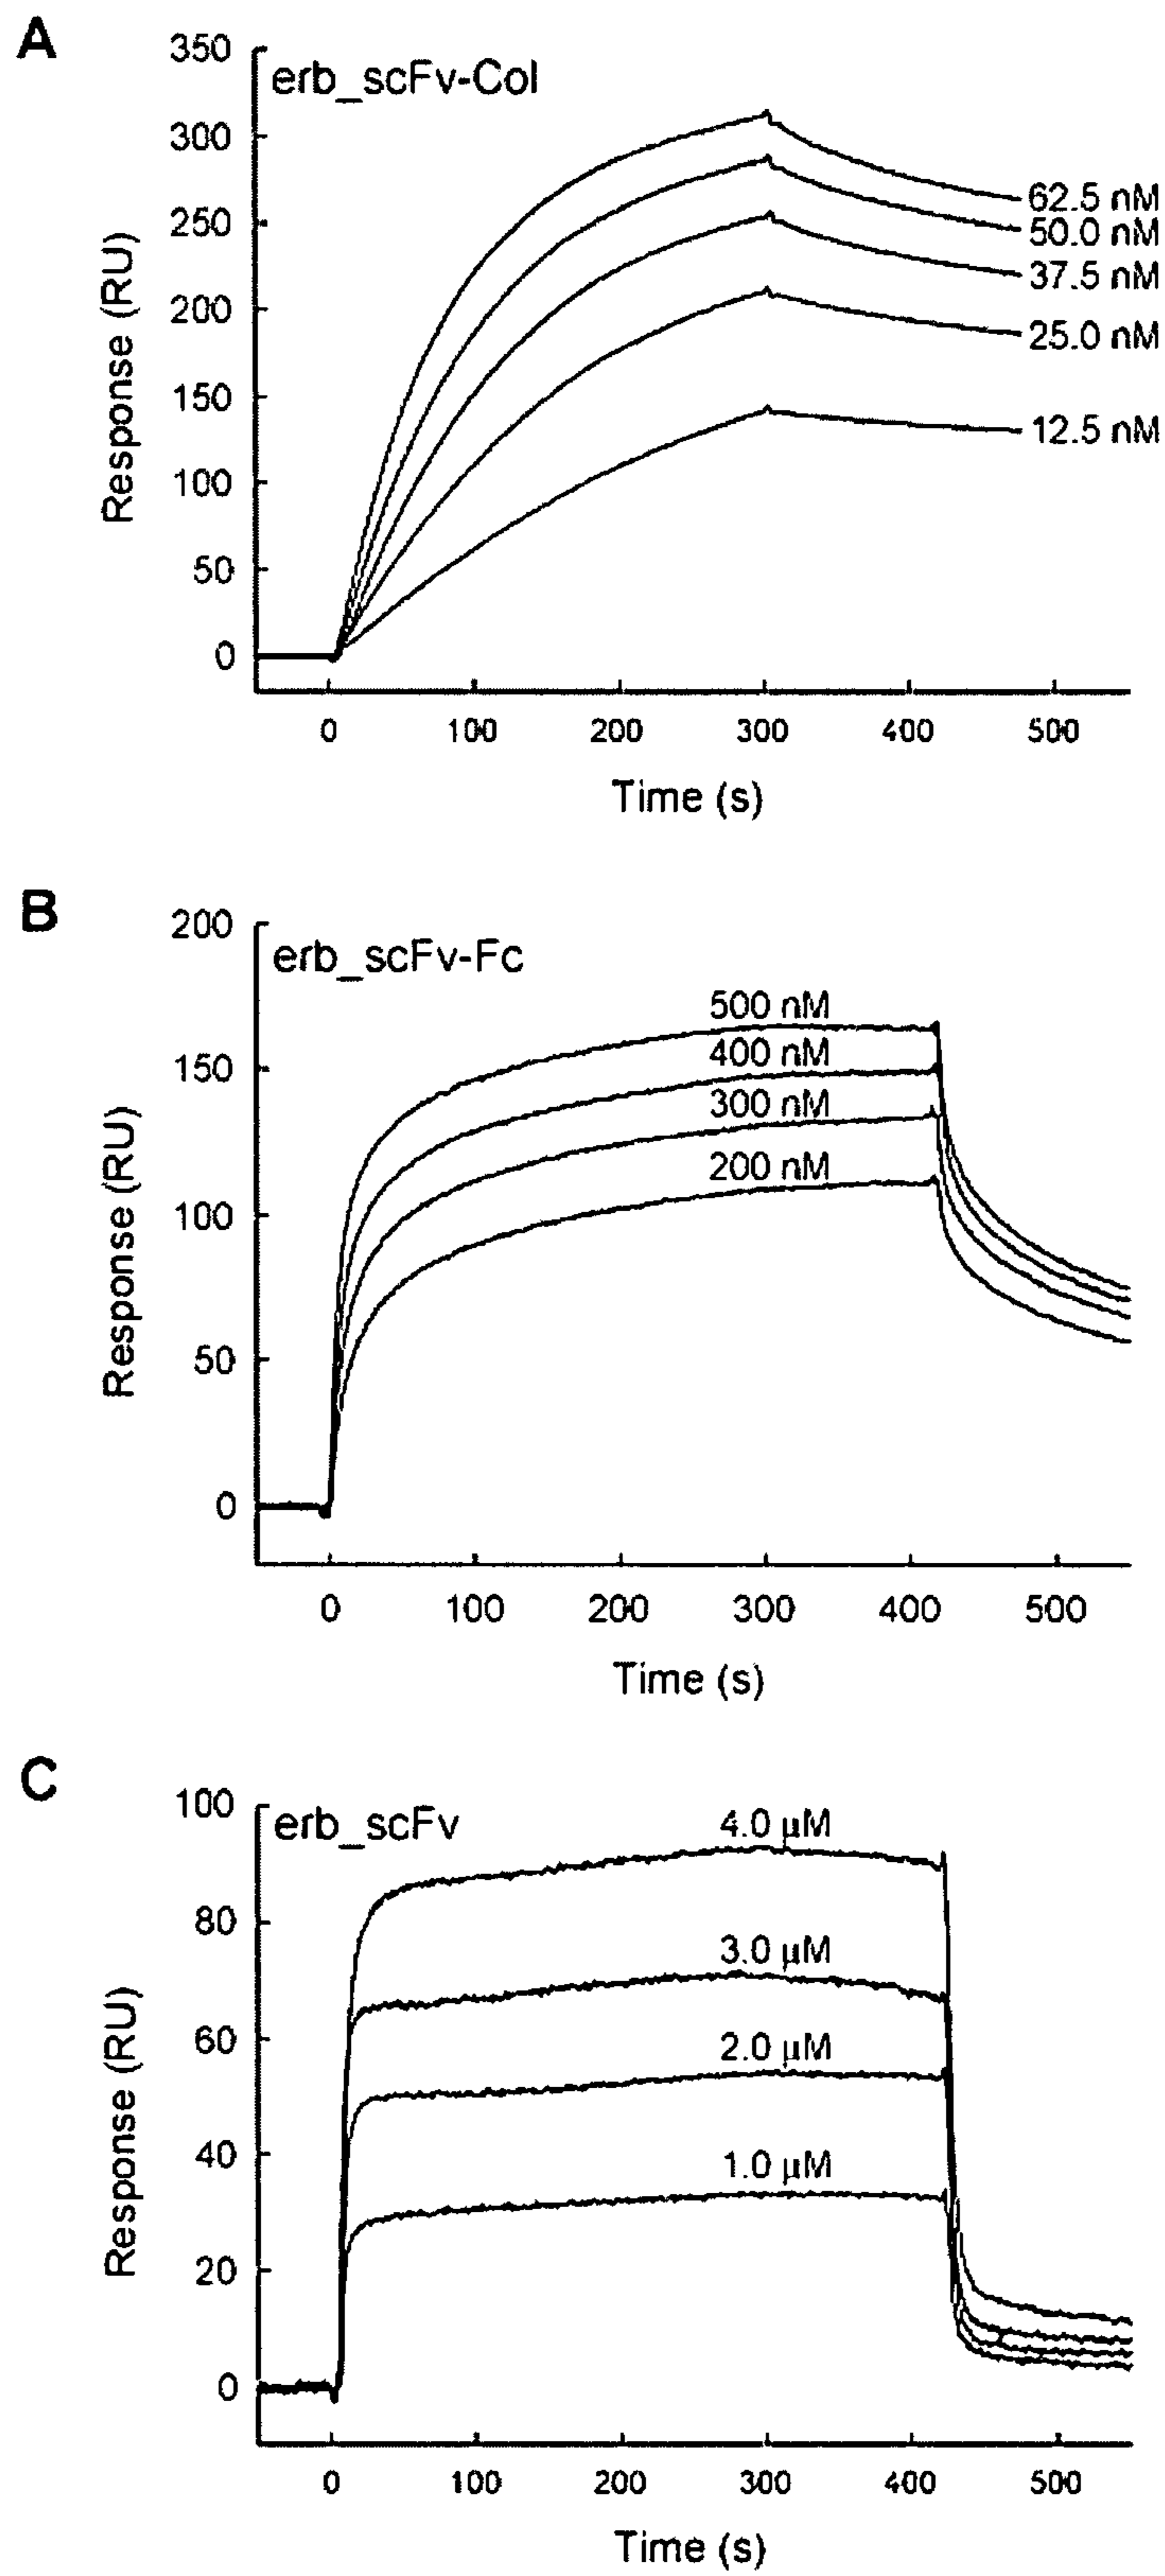 A
erb_scFv-Col
Response (RU)
350
300
250
200
150
100
50
0
62.5 nM
50.0 nM
37.5 nM
25.0 nM
12.5 nM
0 100 200 300 400 500
Time (s)
B
erb_scFv-Fc
Response (RU)
200
150
100
50
0
500 nM
400 nM
300 nM
200 nM
0 100 200 300 400 500
Time (s)
C
erb_scFv
Response (RU)
100
80
60
40
20
0
4.0 µM
3.0 µM
2.0 µM
1.0 µM
0 100 200 300 400 500
Time (s)